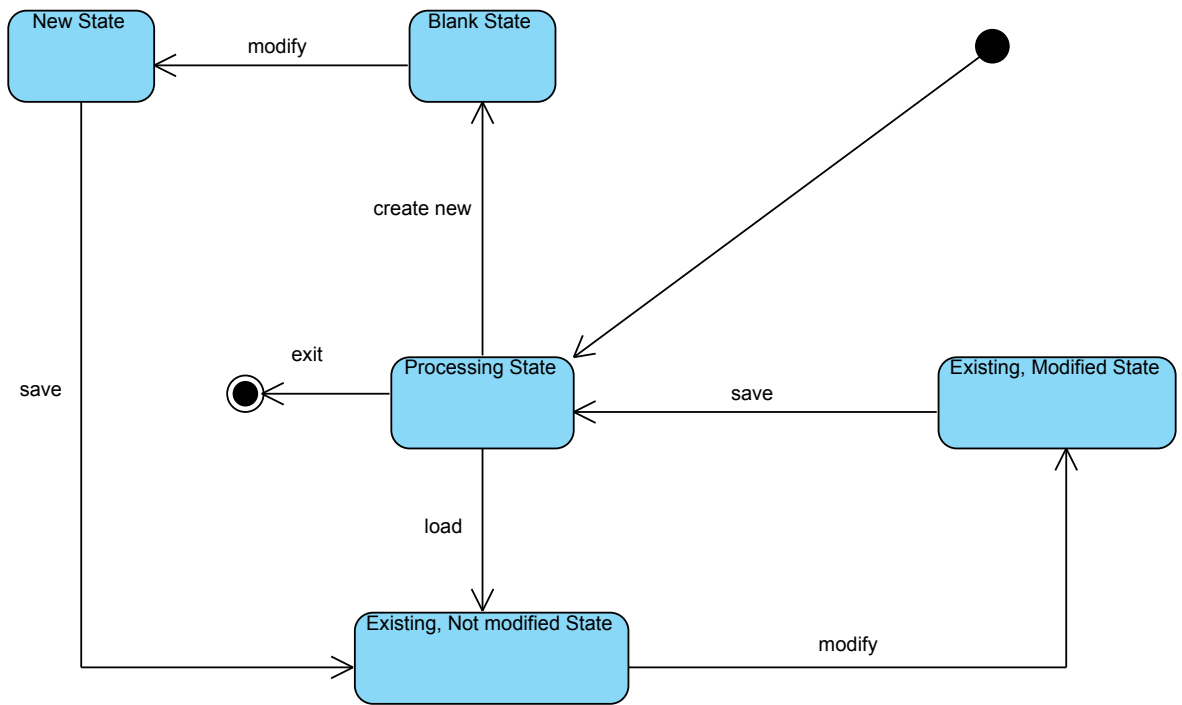 New State
Blank State
modify
create new
exit
Processing State
Existing, Modified State
save
save
load
Existing, Not modified State
modify